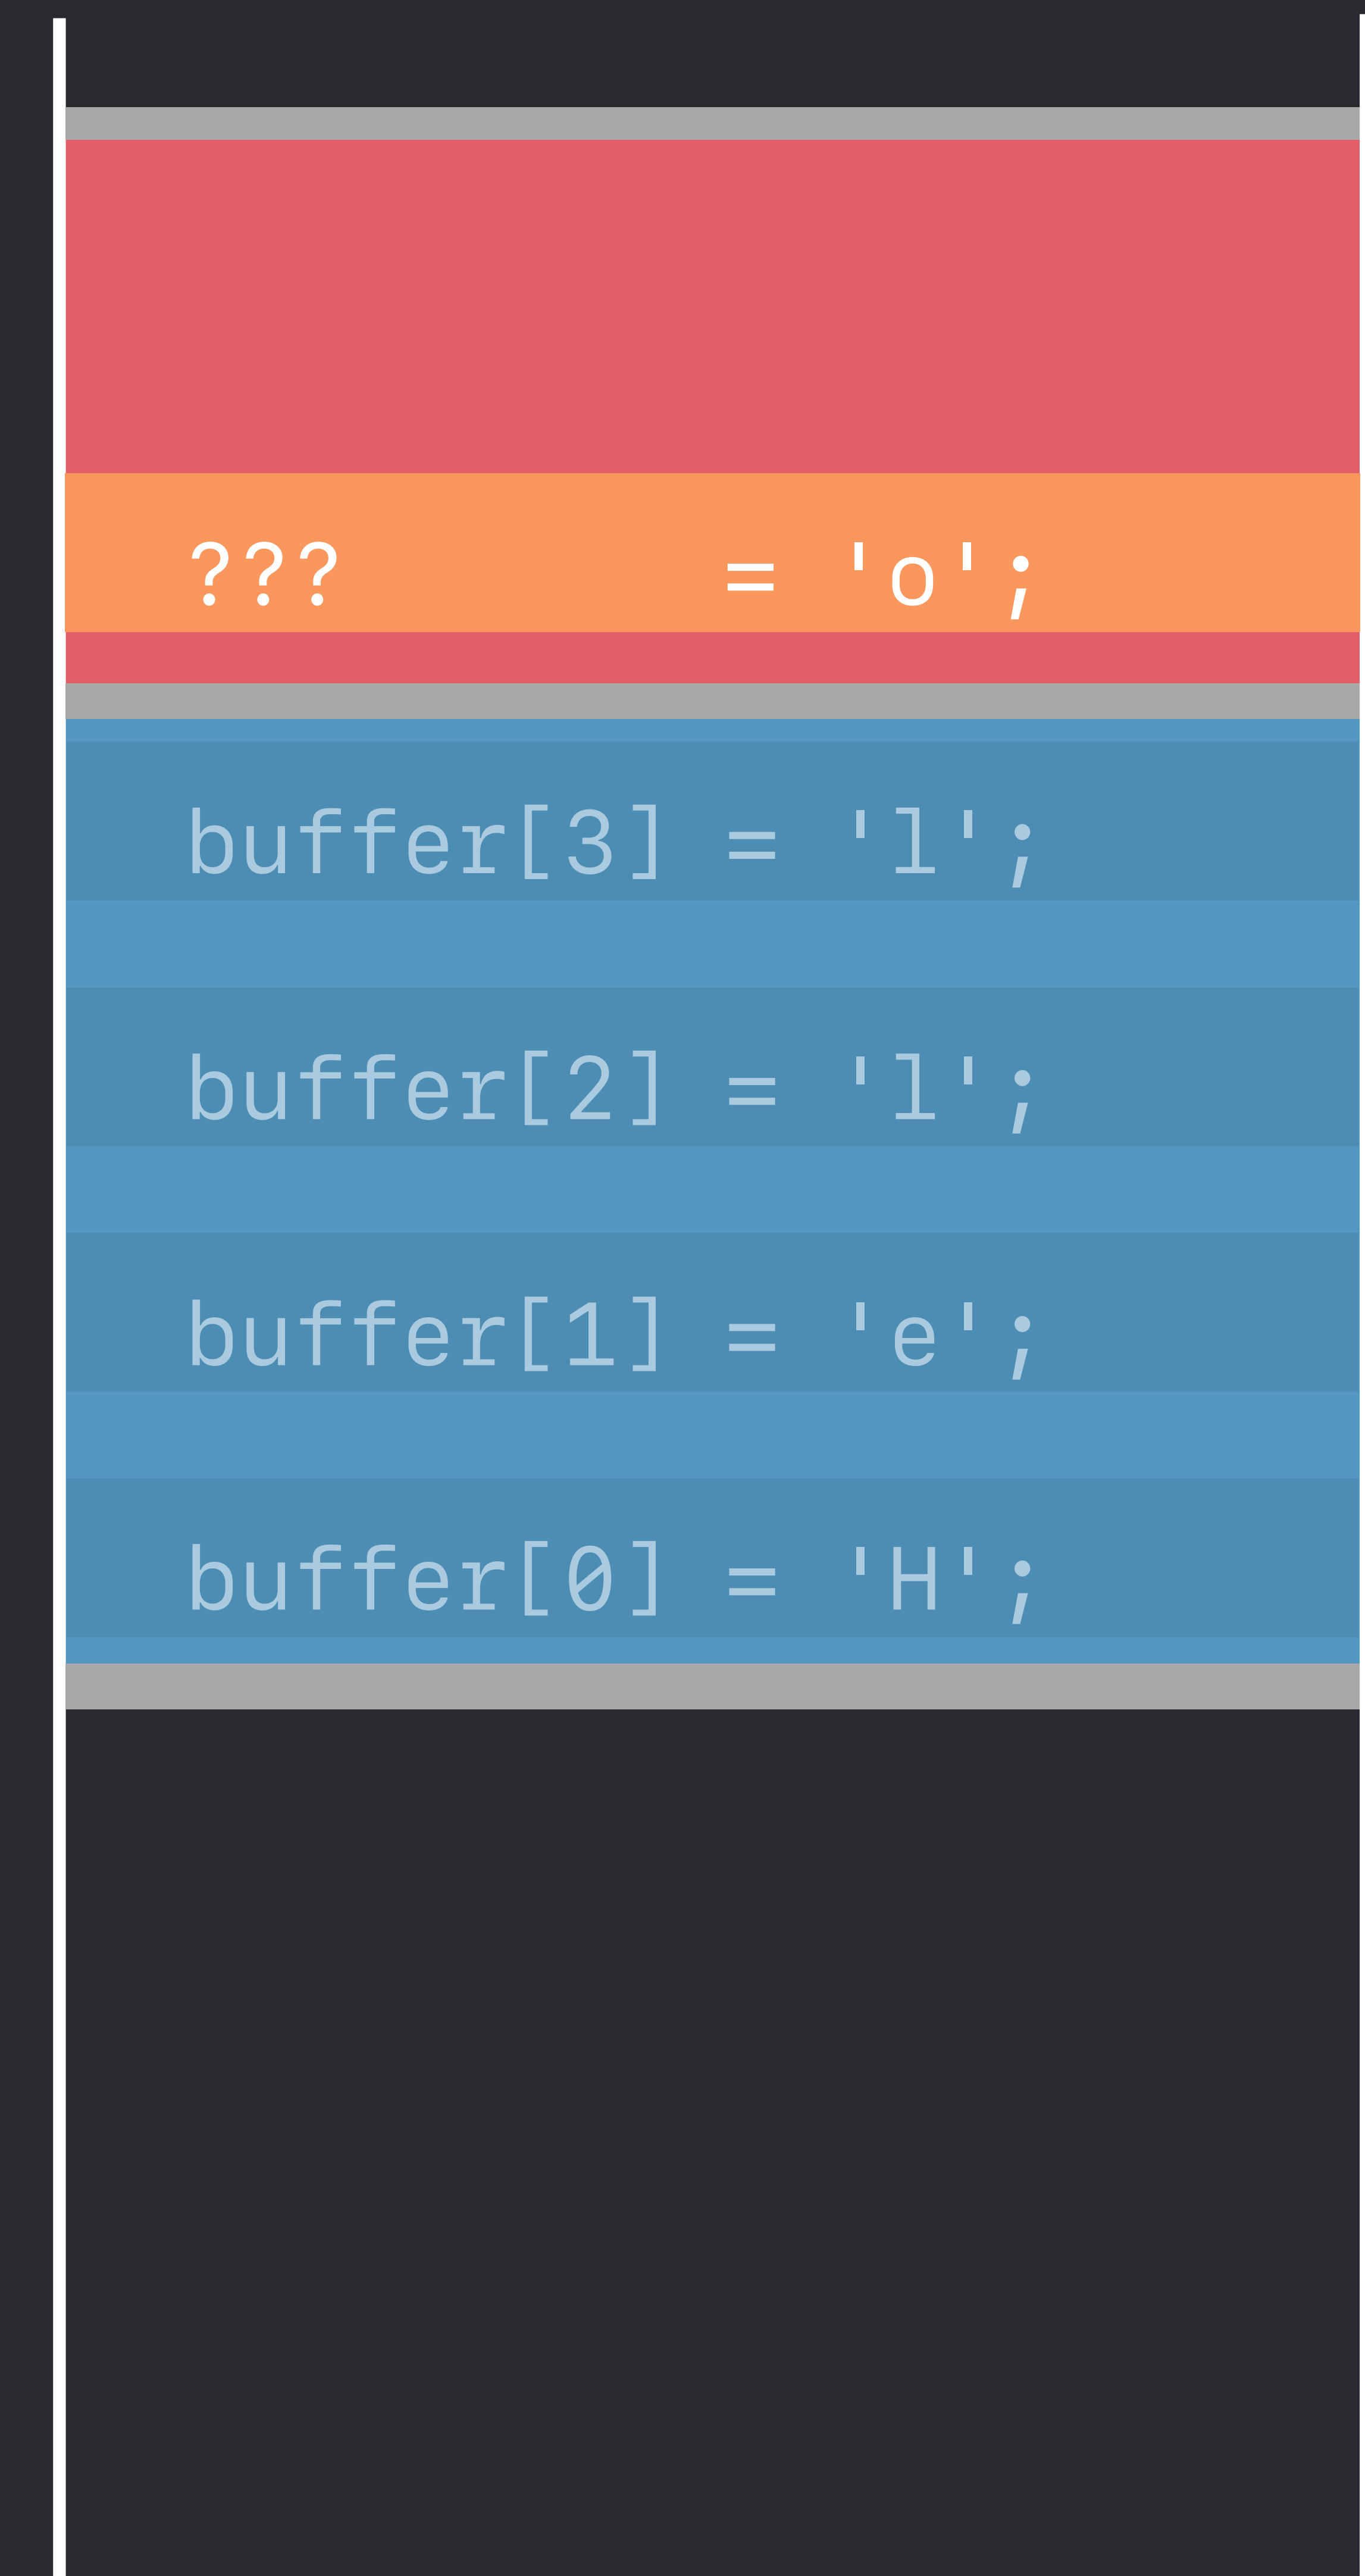 ??? = 'o';
buffer[3] = 'l';
buffer[2] = 'l';
buffer[1] = 'e';
buffer[0] = 'H';